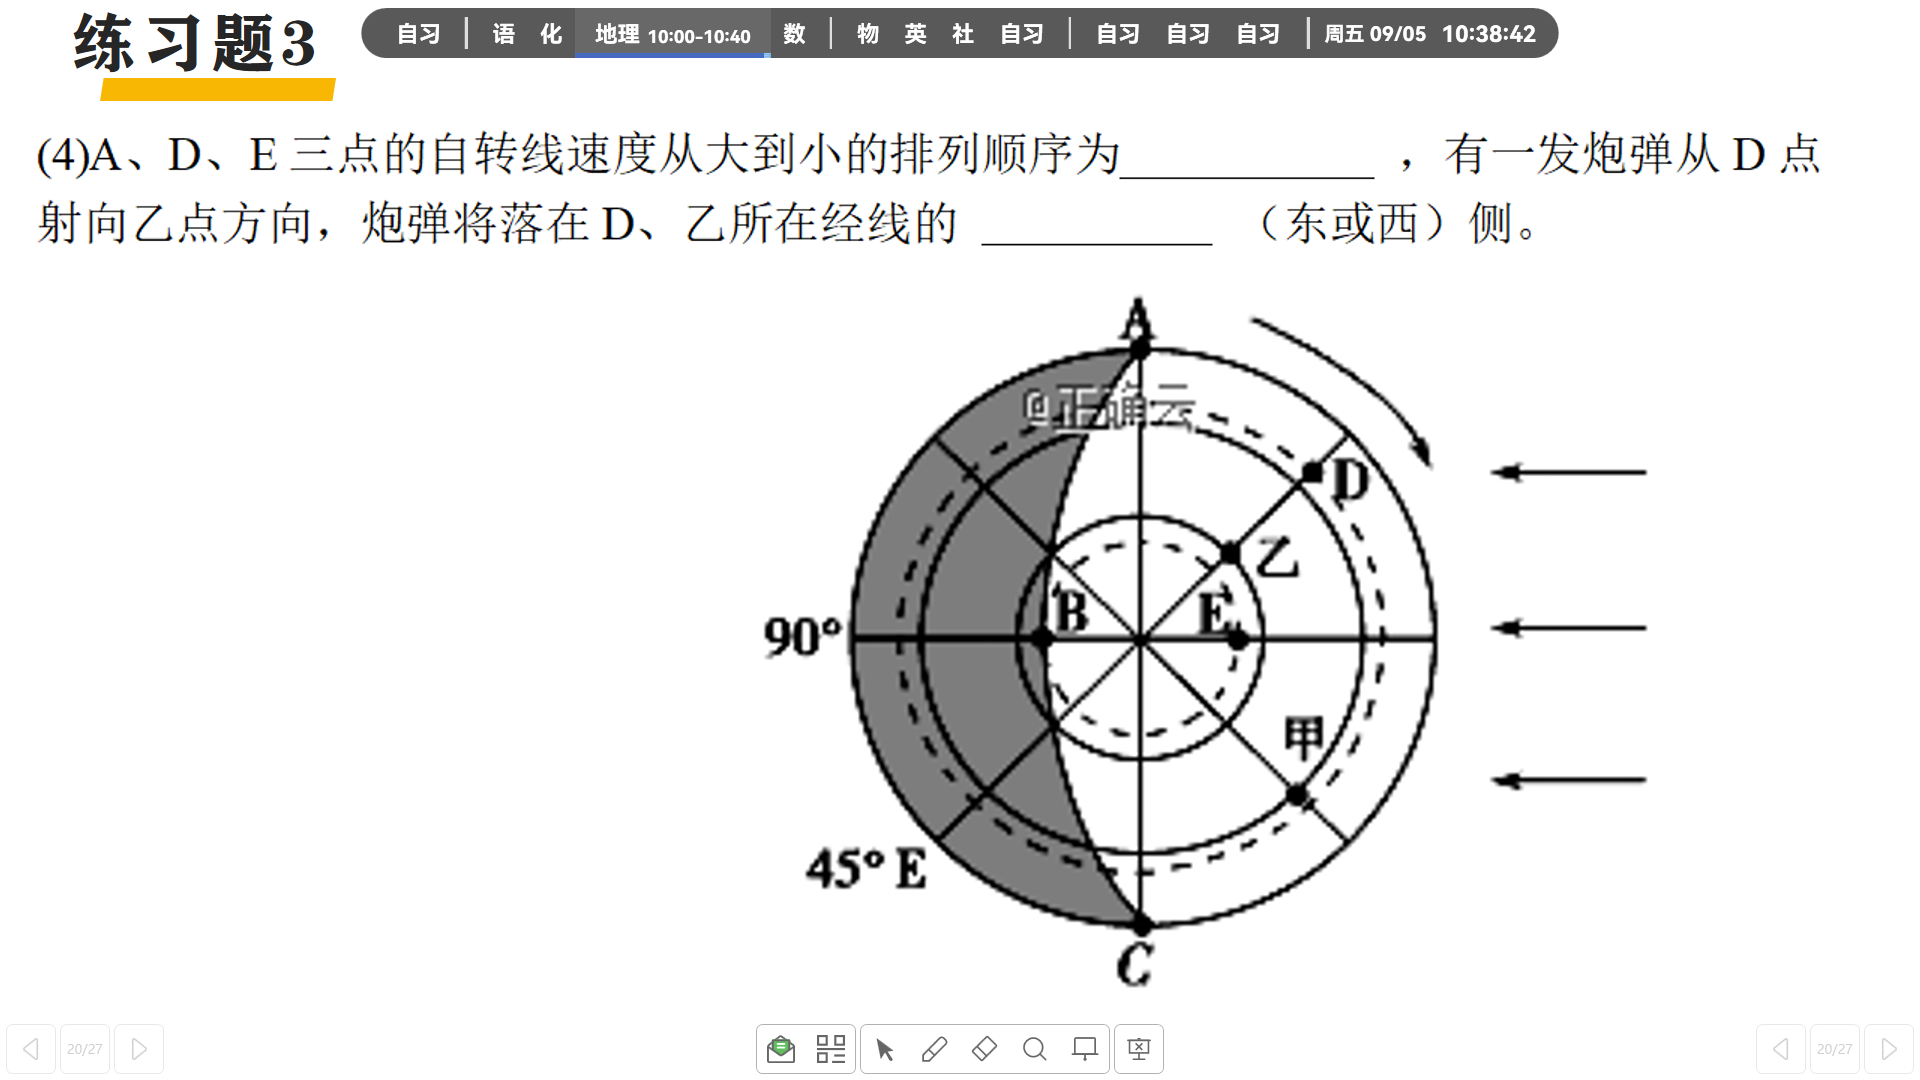 练习题3
自习 语 化 地理 10:00-10:40 数 物 英 社 自习 自习 自习 自习 周五 09/05 10:38:42
(4)A、D、E 三点的自转线速度从大到小的排列顺序为__________ ，有一发炮弹从 D 点
射向乙点方向，炮弹将落在 D、乙所在经线的 __________ （东或西）侧。
A
@正确云
D
乙
B
E
90°
甲
45° E
C
20/27
20/27